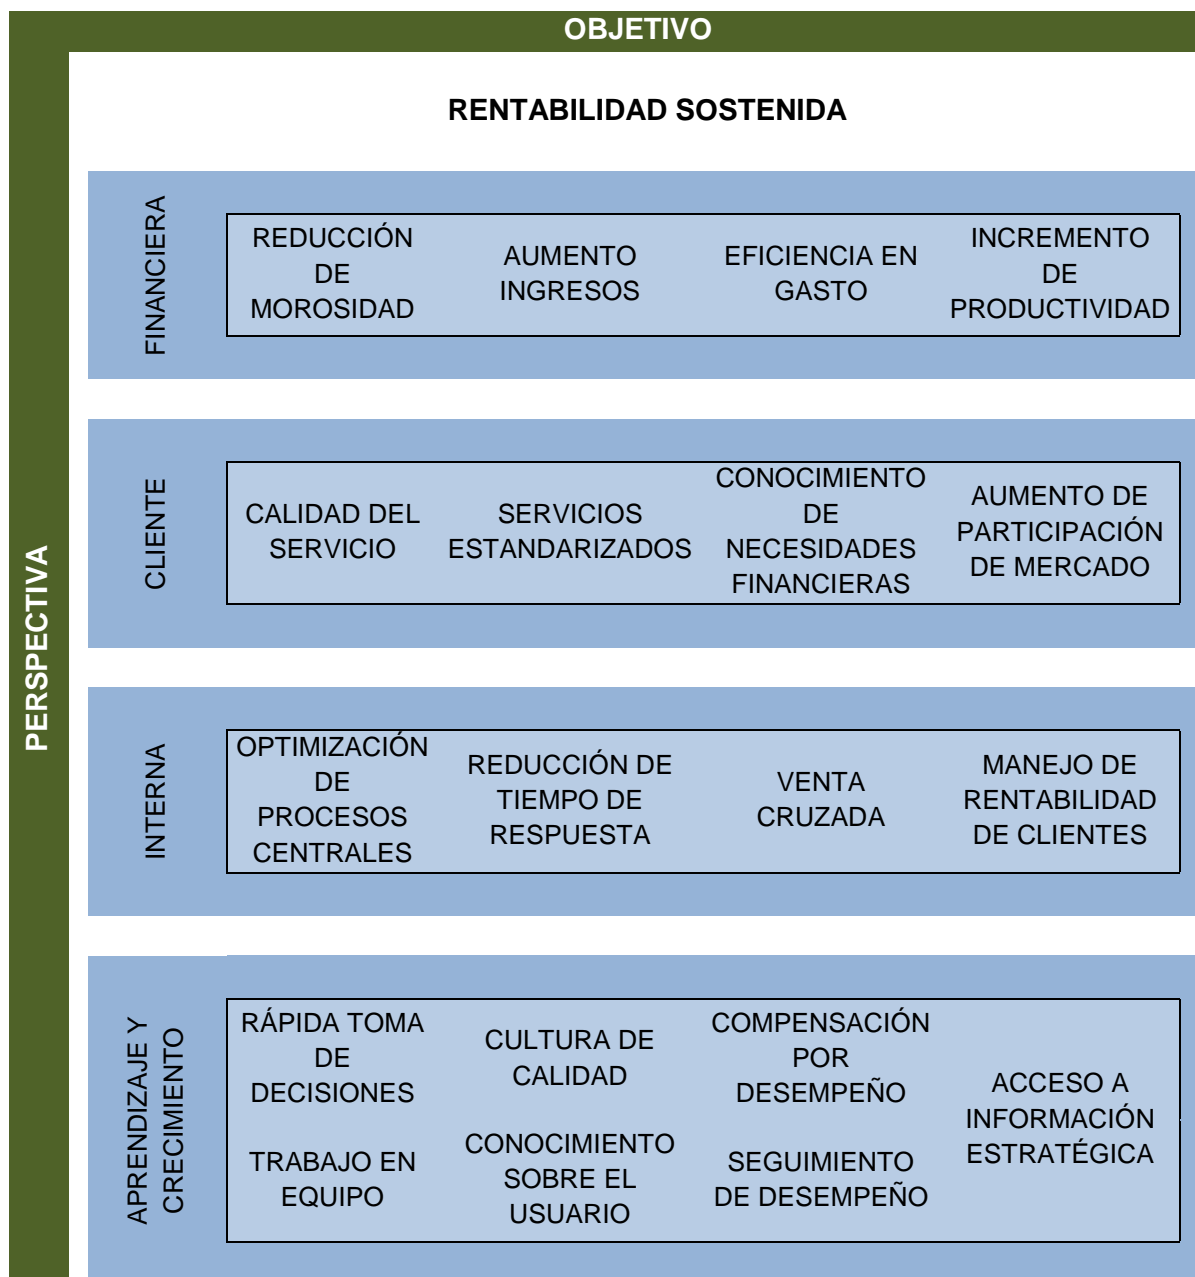 OBJETIVO
PERSPECTIVA
RENTABILIDAD SOSTENIDA
FINANCIERA
REDUCCIÓN
DE
MOROSIDAD
AUMENTO
INGRESOS
EFICIENCIA EN
GASTO
INCREMENTO
DE
PRODUCTIVIDAD
CLIENTE
CALIDAD DEL
SERVICIO
SERVICIOS
ESTANDARIZADOS
CONOCIMIENTO
DE
NECESIDADES
FINANCIERAS
AUMENTO DE
PARTICIPACIÓN
DE MERCADO
INTERNA
OPTIMIZACIÓN
DE
PROCESOS
CENTRALES
REDUCCIÓN DE
TIEMPO DE
RESPUESTA
VENTA
CRUZADA
MANEJO DE
RENTABILIDAD
DE CLIENTES
APRENDIZAJE Y
CRECIMIENTO
RÁPIDA TOMA
DE
DECISIONES
CULTURA DE
CALIDAD
COMPENSACIÓN
POR
DESEMPEÑO
ACCESO A
INFORMACIÓN
ESTRATÉGICA
TRABAJO EN
EQUIPO
CONOCIMIENTO
SOBRE EL
USUARIO
SEGUIMIENTO
DE DESEMPEÑO